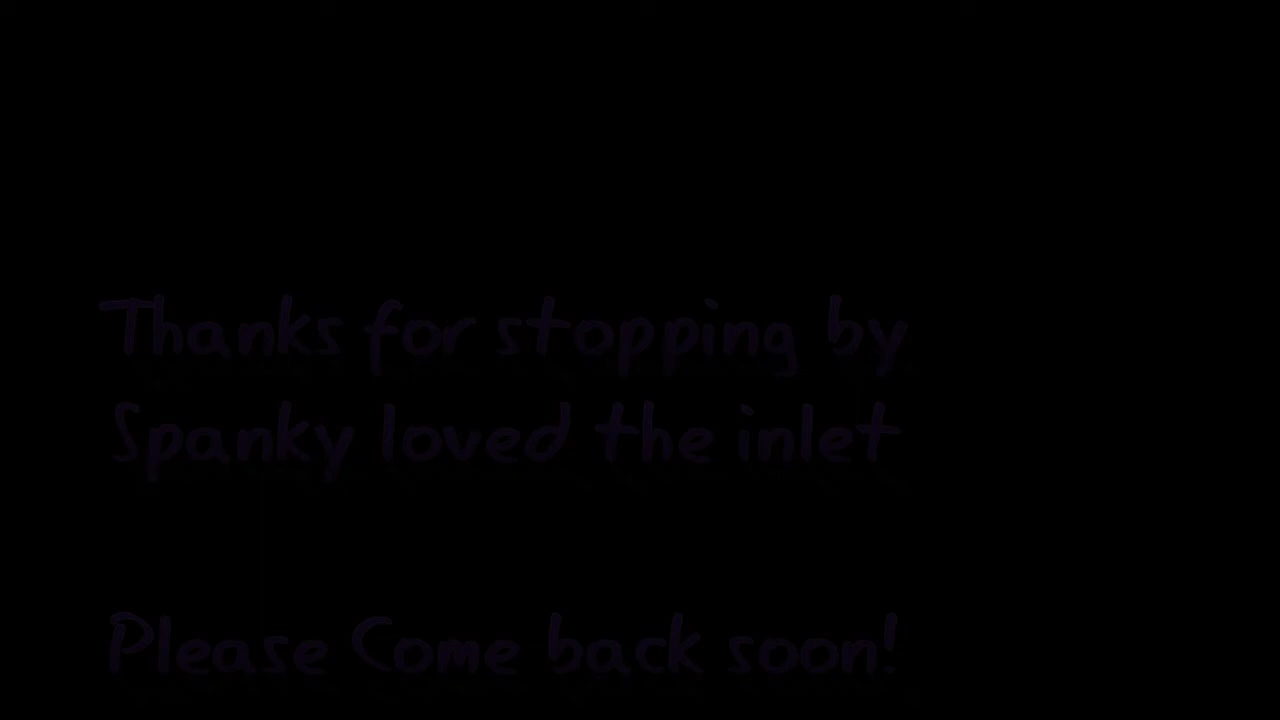 Thanks for stopping by
Spanky loved the inlet
Please Come back soon!